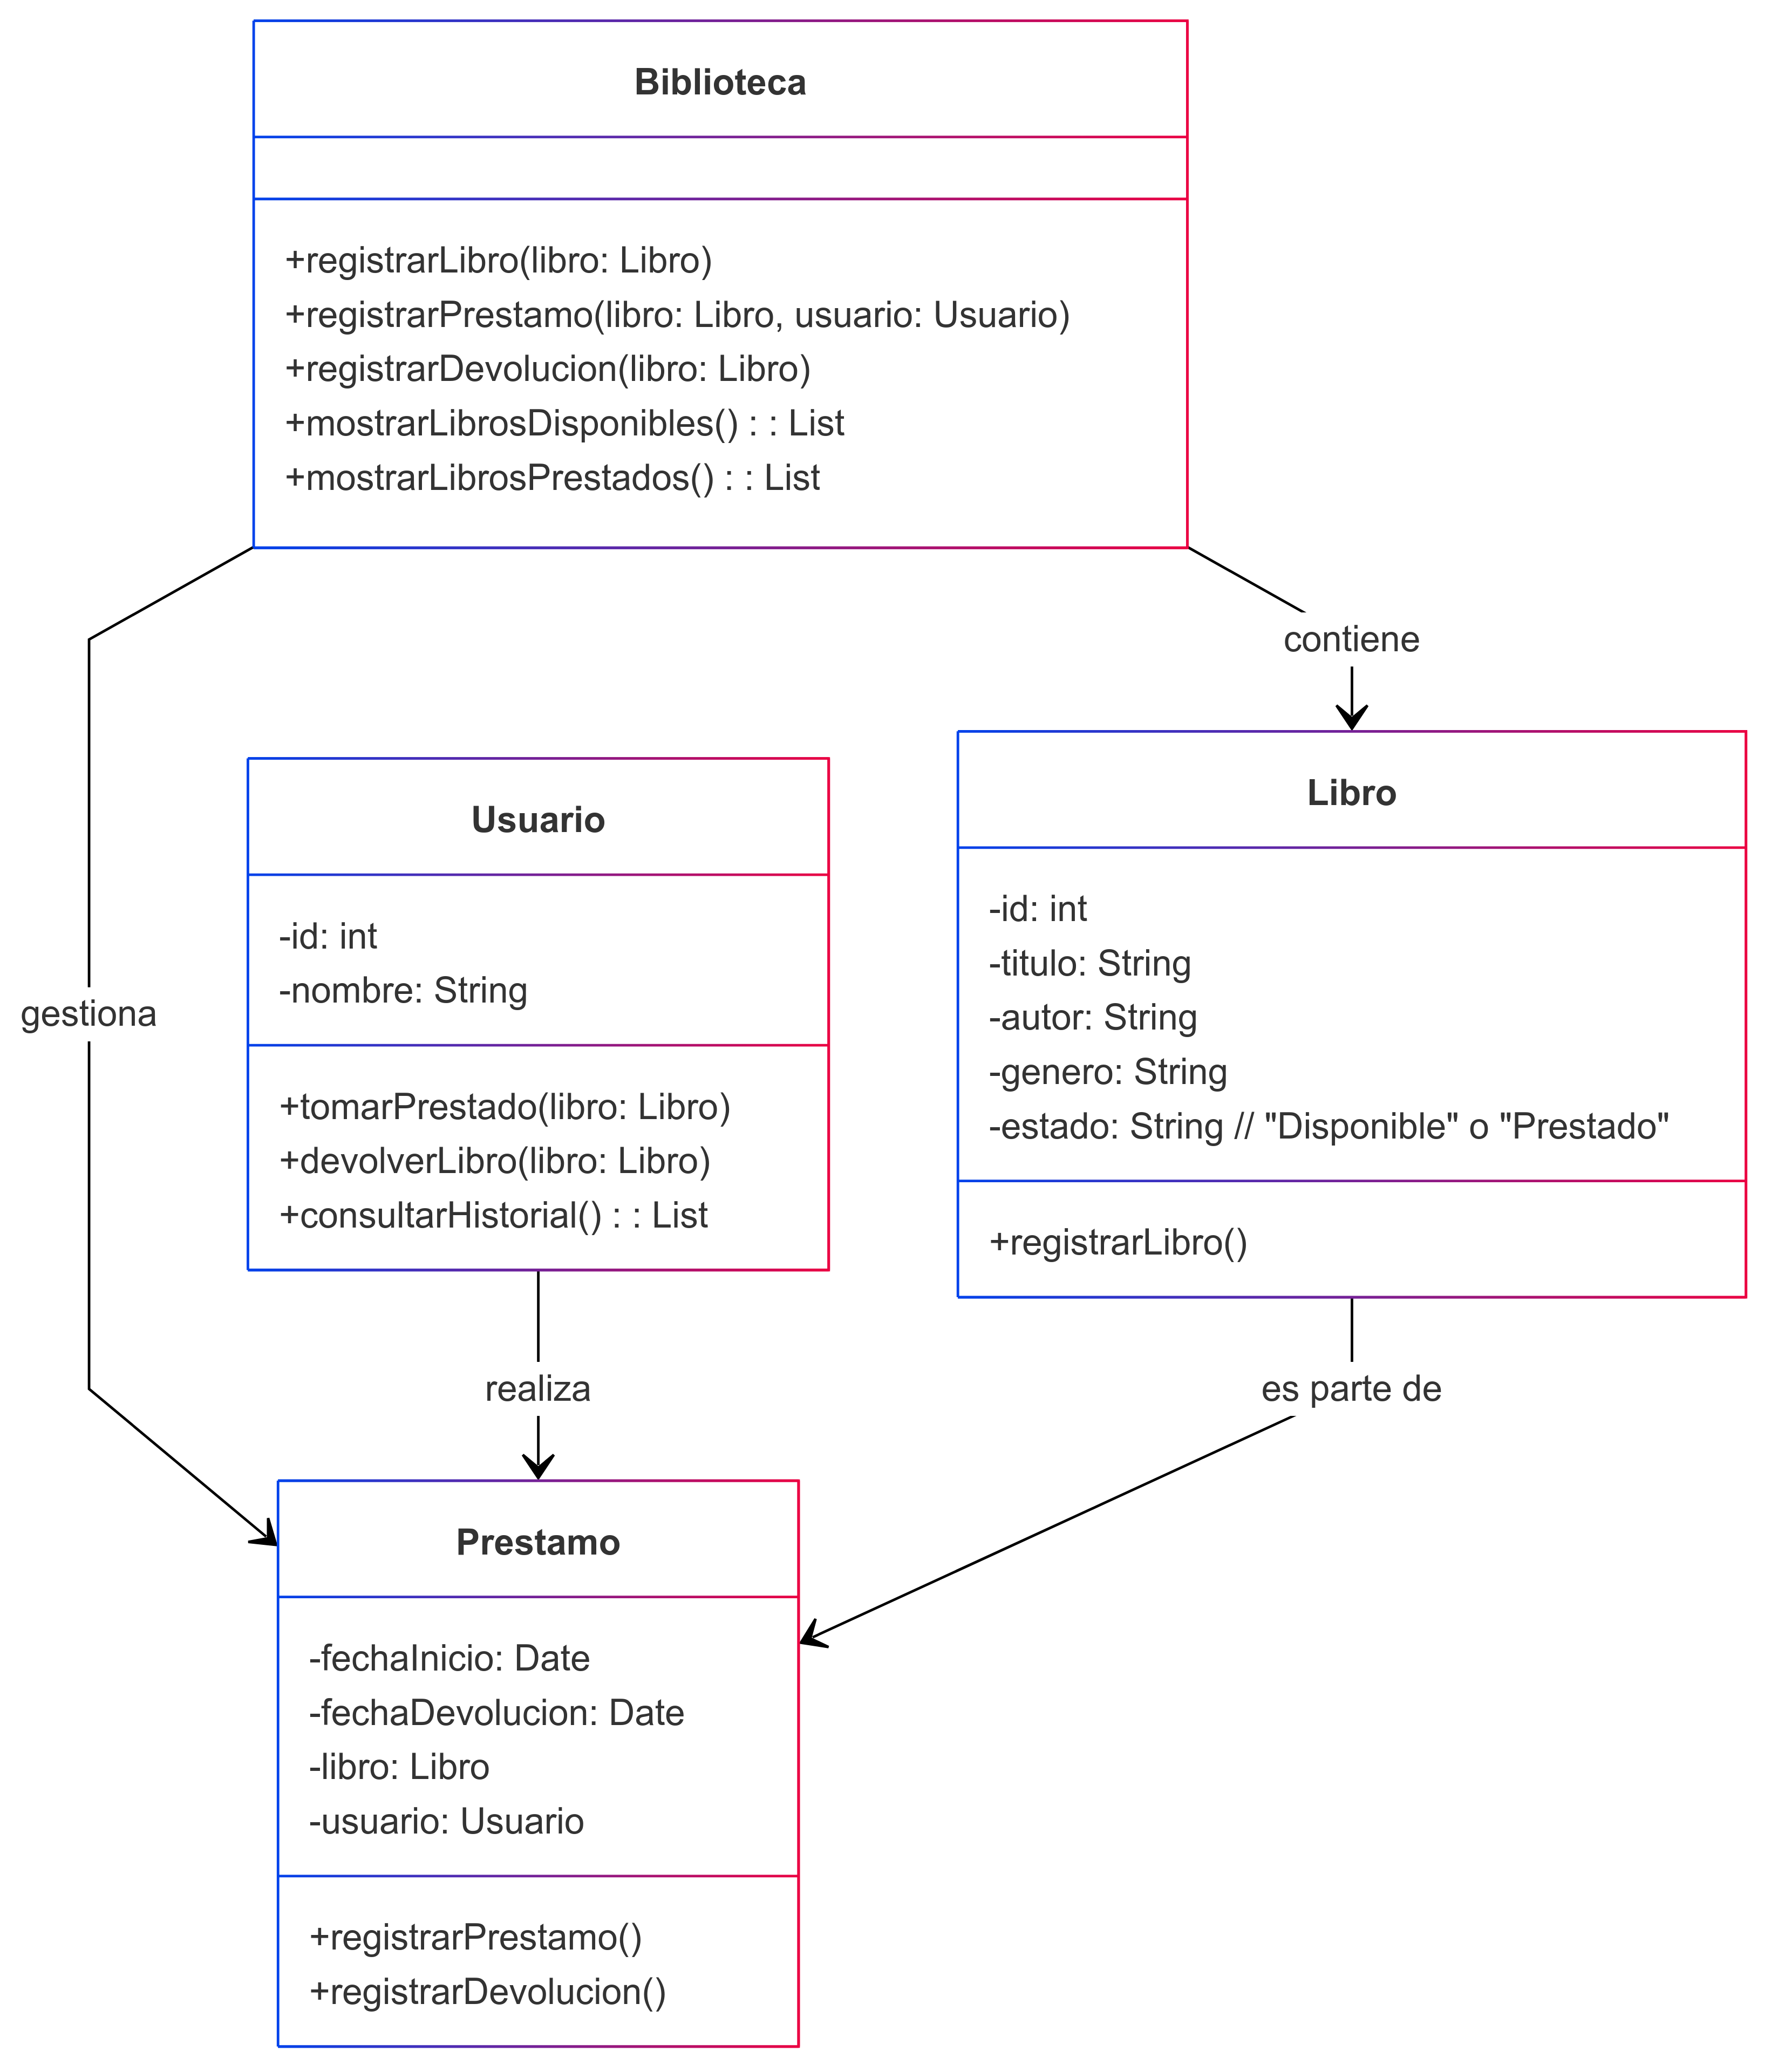 Biblioteca
+registrarLibro(libro: Libro)
+registrarPrestamo(libro: Libro, usuario: Usuario)
+registrarDevolucion(libro: Libro)
+mostrarLibrosDisponibles() : : List
+mostrarLibrosPrestados() : : List
contiene
gestiona
Usuario
-id: int
-nombre: String
+tomarPrestado(libro: Libro)
+devolverLibro(libro: Libro)
+consultarHistorial() : : List
Libro
-id: int
-titulo: String
-autor: String
-genero: String
-estado: String // "Disponible" o "Prestado"
+registrarLibro()
realiza
es parte de
Prestamo
-fechaInicio: Date
-fechaDevolucion: Date
-libro: Libro
-usuario: Usuario
+registrarPrestamo()
+registrarDevolucion()